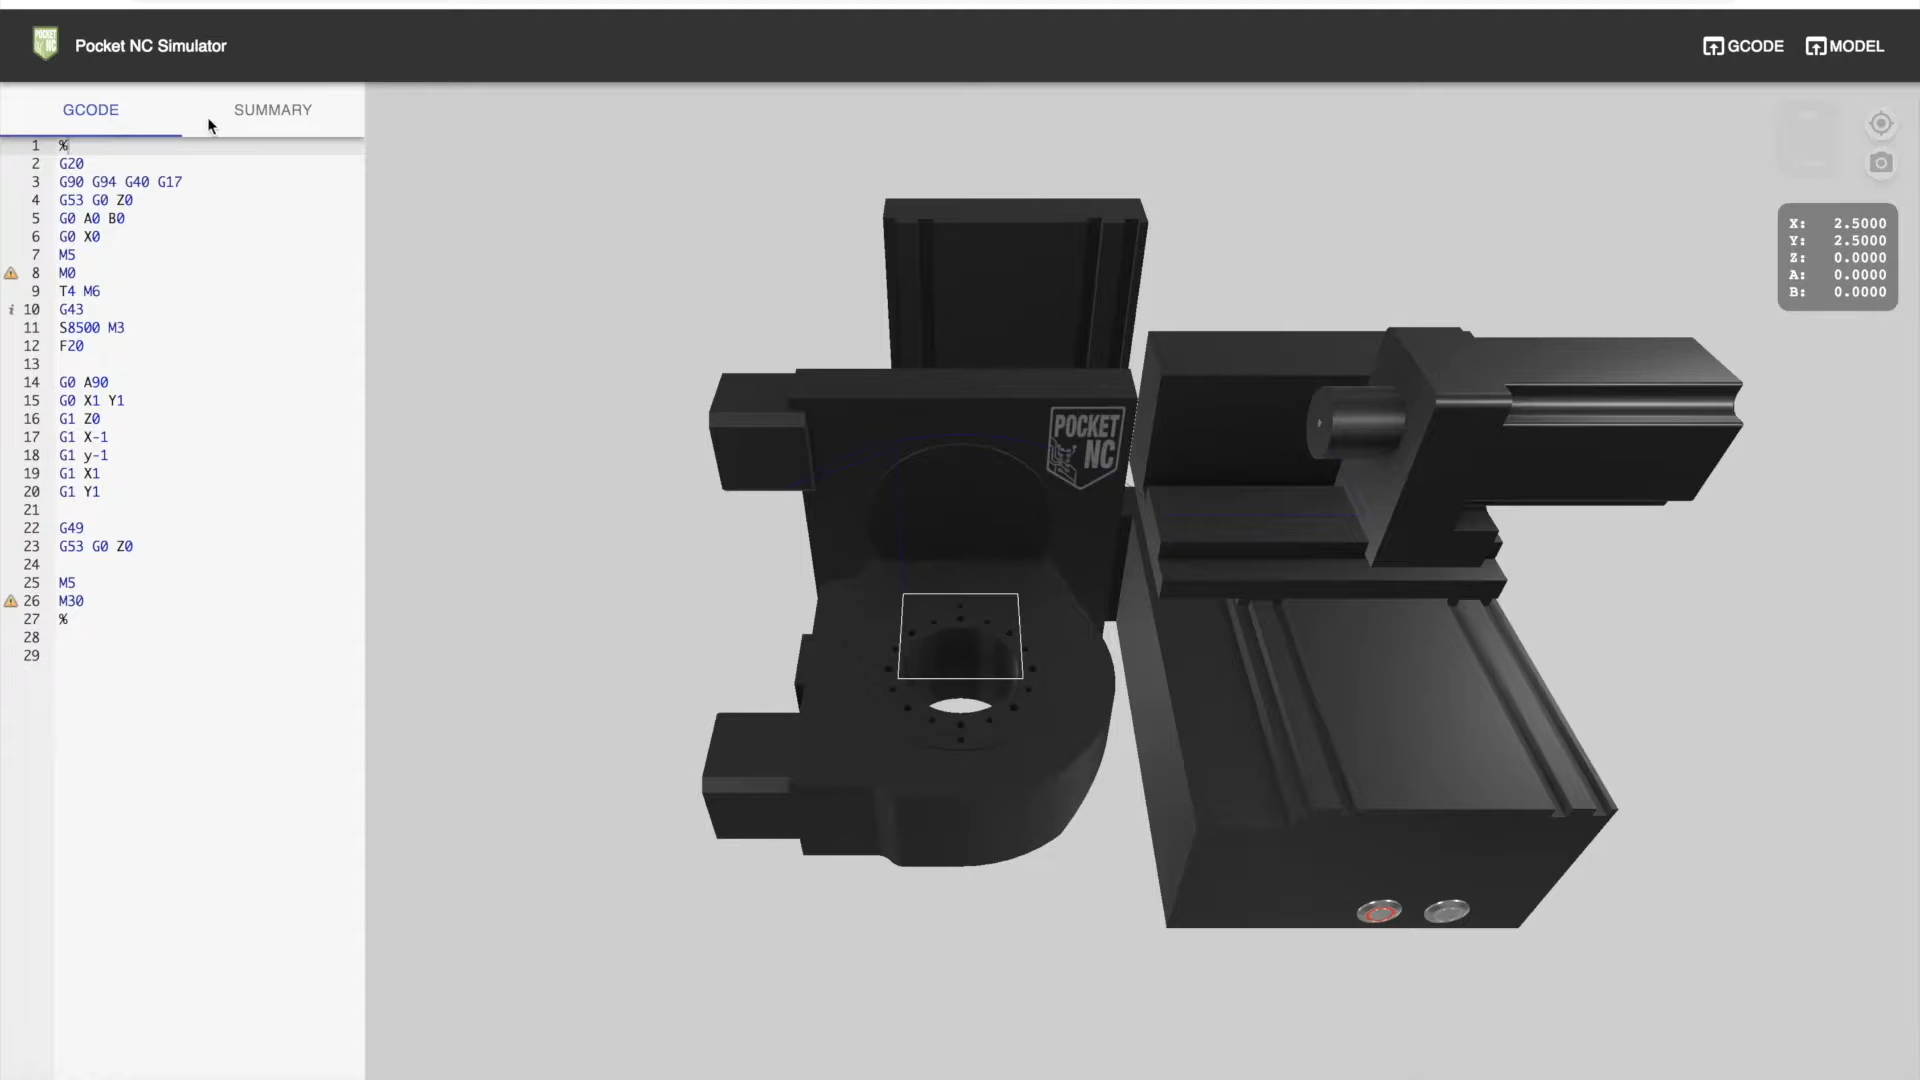 Pocket NC Simulator
GCODE
MODEL
GCODE
SUMMARY
1 %
2 G20
3 G90 G94 G40 G17
4 G53 G0 Z0
5 G0 A0 B0
6 G0 X0
7 M5
8 M0
9 T4 M6
10 G43
11 S8500 M3
12 F20
13
14 G0 A90
15 G0 X1 Y1
16 G1 Z0
17 G1 X-1
18 G1 y-1
19 G1 X1
20 G1 Y1
21
22 G49
23 G53 G0 Z0
24
25 M5
26 M30
27 %
28
29
X: 2.5000
Y: 2.5000
Z: 0.0000
A: 0.0000
B: 0.0000
POCKET
NC